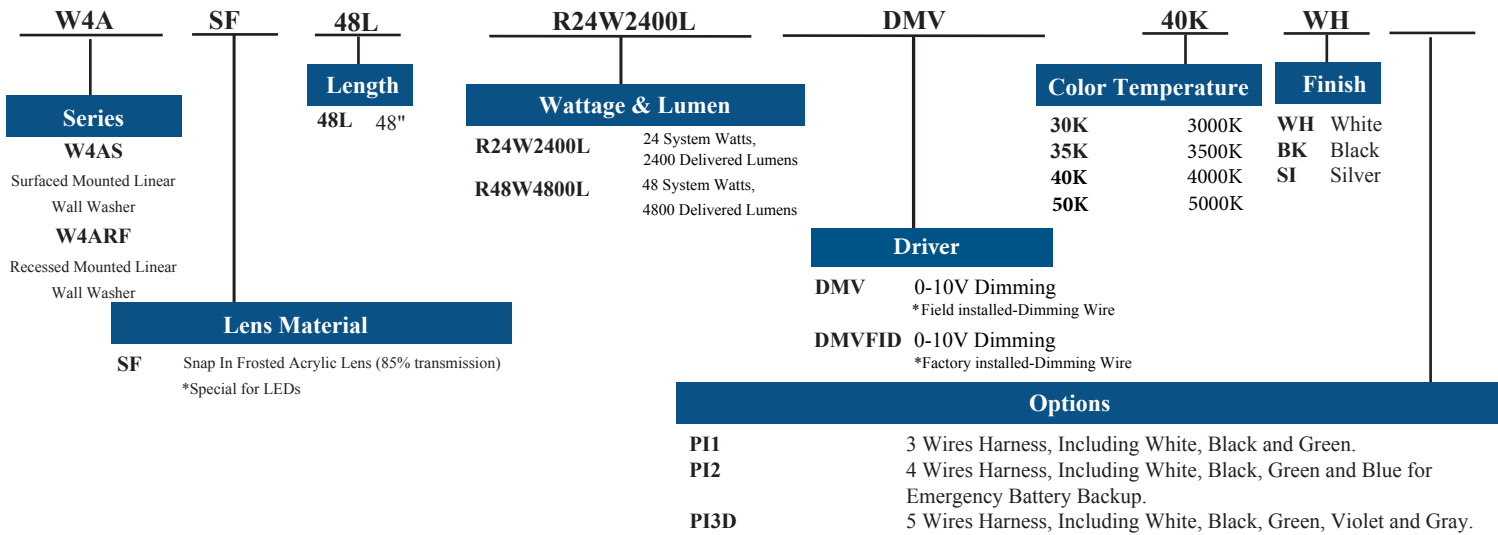 W4A SF 48L R24W2400L DMV 40K WH
Series
W4AS
Surfaced Mounted Linear
Wall Washer
W4ARF
Recessed Mounted Linear
Wall Washer
Lens Material
SF Snap In Frosted Acrylic Lens (85% transmission)
*Special for LEDs
Length
48L 48"
Wattage & Lumen
R24W2400L 24 System Watts,
2400 Delivered Lumens
R48W4800L 48 System Watts,
4800 Delivered Lumens
Driver
DMV 0-10V Dimming
*Field installed-Dimming Wire
DMVFID 0-10V Dimming
*Factory installed-Dimming Wire
Color Temperature
30K 3000K
35K 3500K
40K 4000K
50K 5000K
Finish
WH White
BK Black
SI Silver
Options
PI1 3 Wires Harness, Including White, Black and Green.
PI2 4 Wires Harness, Including White, Black, Green and Blue for
Emergency Battery Backup.
PI3D 5 Wires Harness, Including White, Black, Green, Violet and Gray.